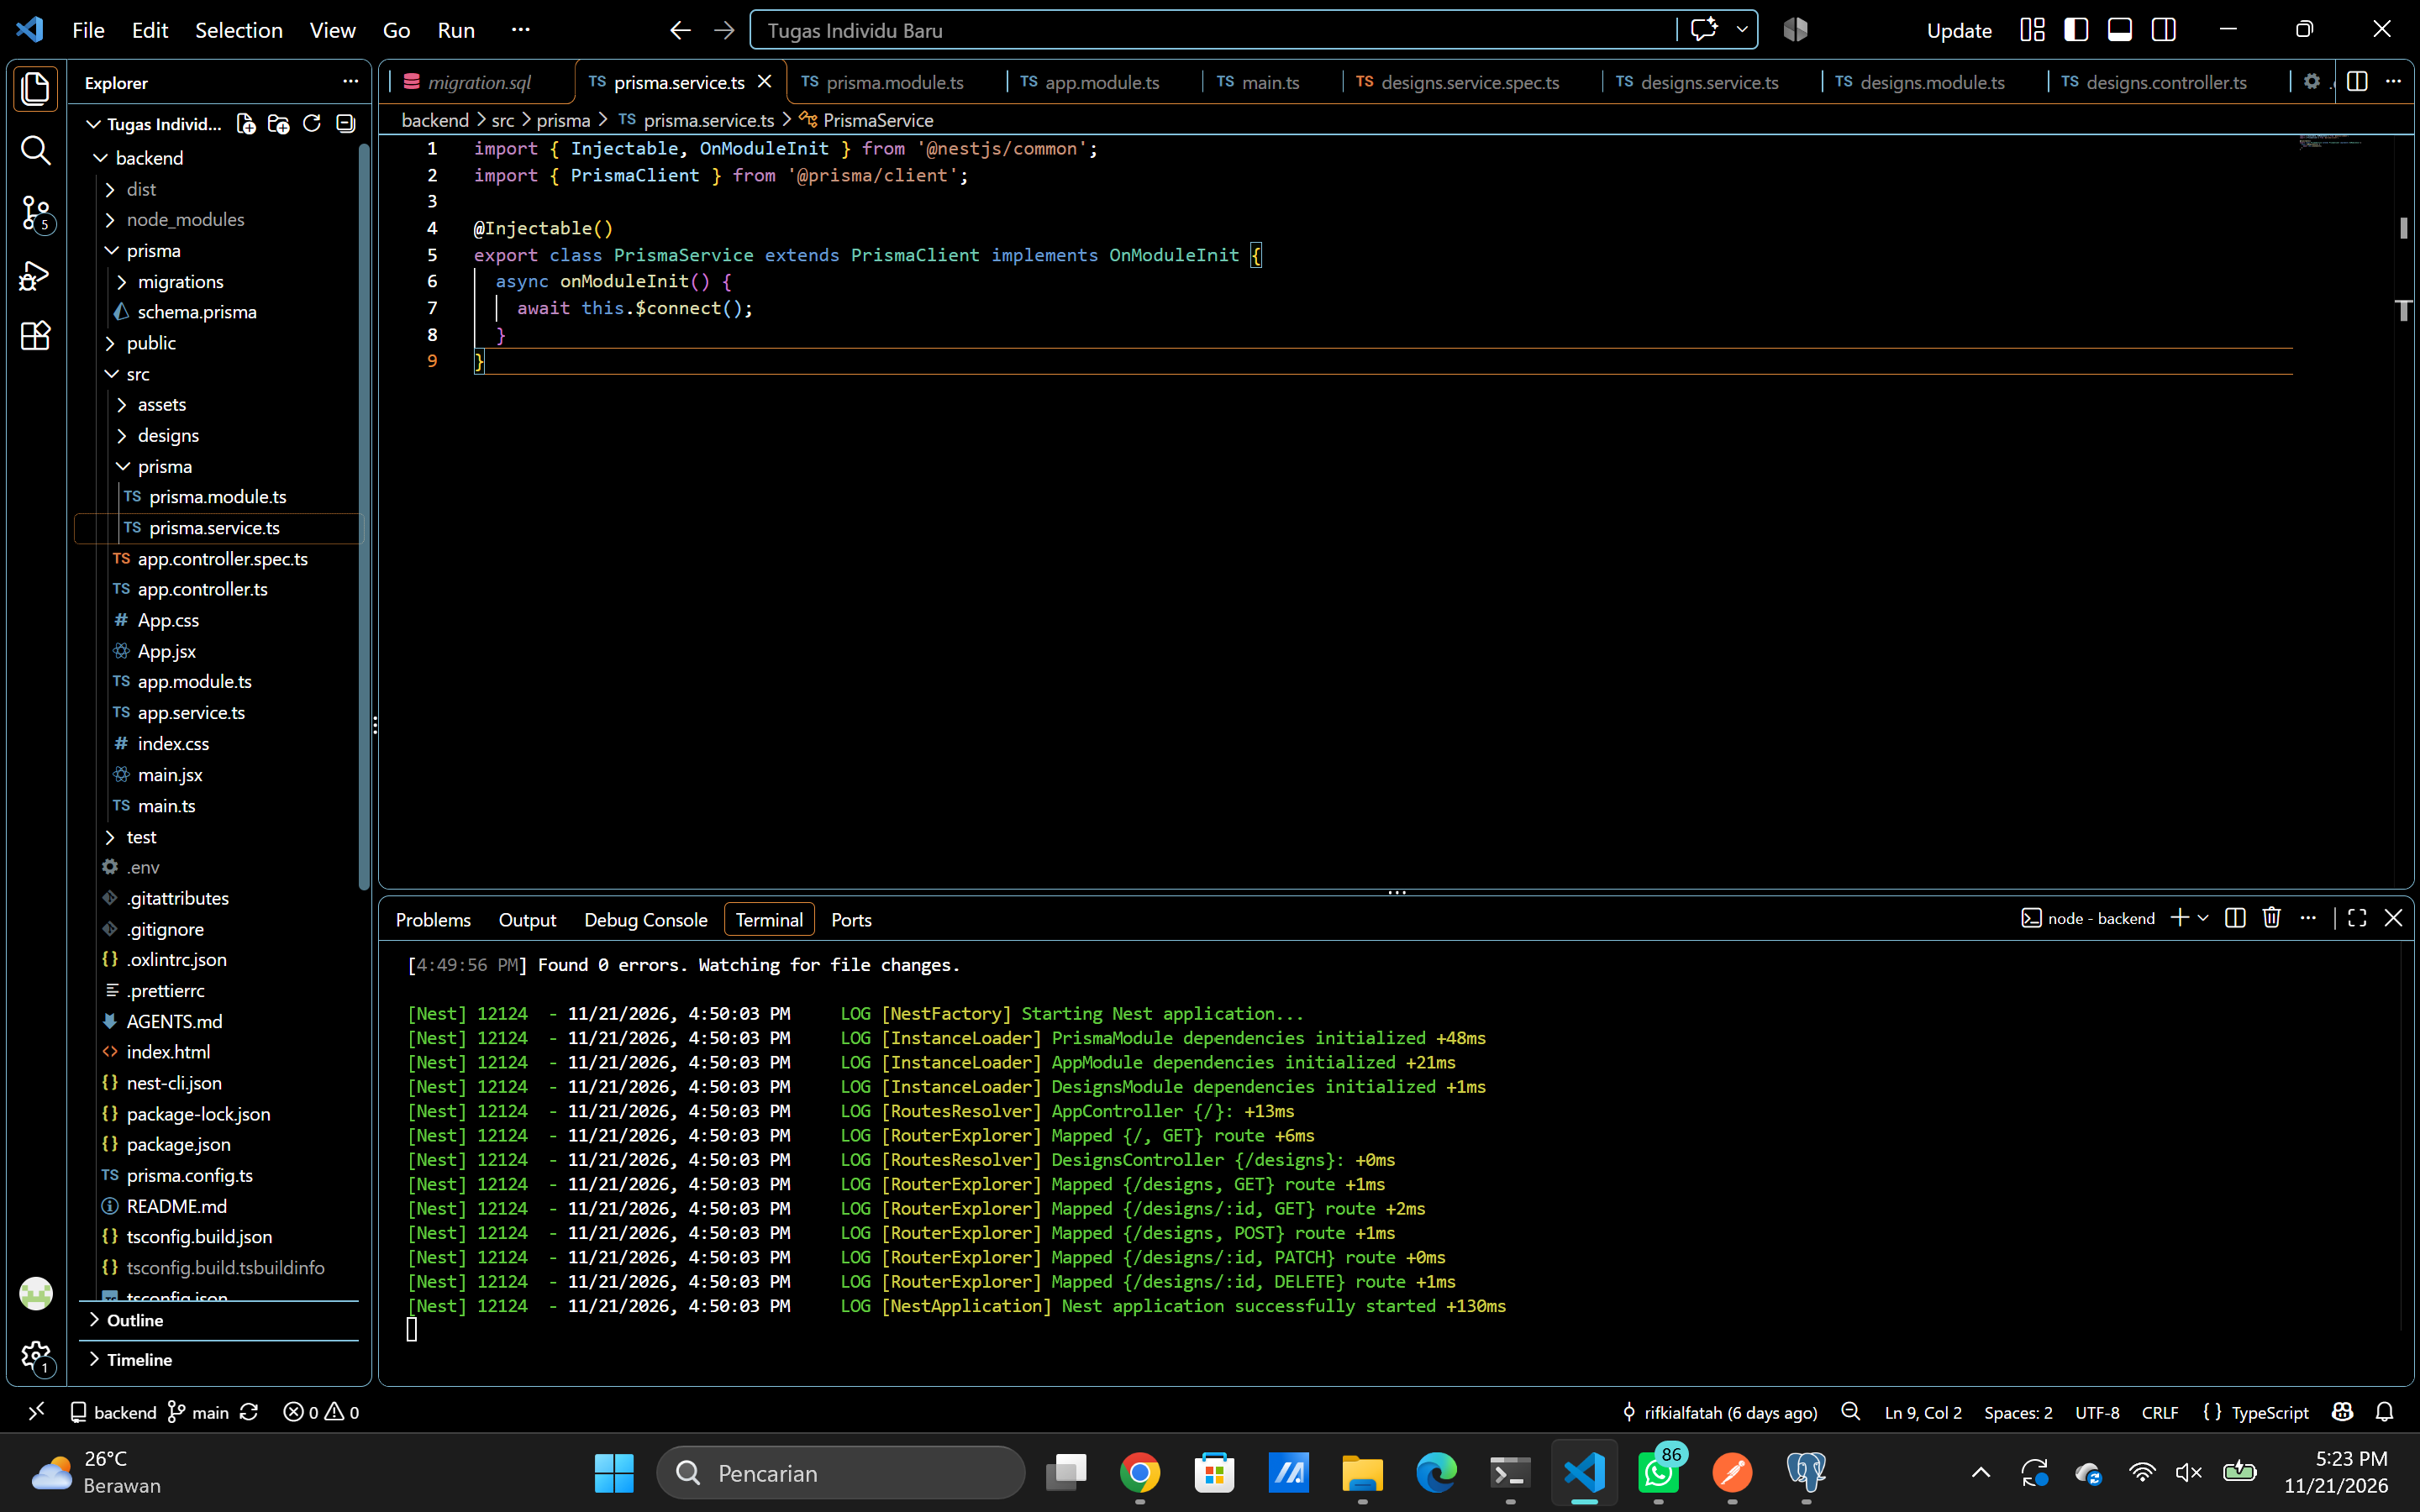 File Edit Selection View Go Run ···
Tugas Individu Baru
Update
Explorer
migration.sql
TS prisma.service.ts
TS prisma.module.ts
TS app.module.ts
TS main.ts
TS designs.service.spec.ts
TS designs.service.ts
TS designs.module.ts
TS designs.controller.ts
Tugas Individ...
backend > src > prisma > TS prisma.service.ts > PrismaService
backend
dist
node_modules
prisma
migrations
schema.prisma
public
src
assets
designs
prisma
TS prisma.module.ts
TS prisma.service.ts
TS app.controller.spec.ts
TS app.controller.ts
# App.css
App.jsx
TS app.module.ts
TS app.service.ts
# index.css
main.jsx
TS main.ts
test
.env
.gitattributes
.gitignore
{} .oxlintrc.json
.prettierrc
AGENTS.md
<> index.html
{} nest-cli.json
{} package-lock.json
{} package.json
TS prisma.config.ts
README.md
{} tsconfig.build.json
{} tsconfig.build.tsbuildinfo
tsconfig.json
Outline
Timeline
5
1
1 import { Injectable, OnModuleInit } from '@nestjs/common';
2 import { PrismaClient } from '@prisma/client';
3
4 @Injectable()
5 export class PrismaService extends PrismaClient implements OnModuleInit {
6 async onModuleInit() {
7 await this.$connect();
8 }
9 }
Problems Output Debug Console Terminal Ports
node - backend
[4:49:56 PM] Found 0 errors. Watching for file changes.
[Nest] 12124 - 11/21/2026, 4:50:03 PM LOG [NestFactory] Starting Nest application...
[Nest] 12124 - 11/21/2026, 4:50:03 PM LOG [InstanceLoader] PrismaModule dependencies initialized +48ms
[Nest] 12124 - 11/21/2026, 4:50:03 PM LOG [InstanceLoader] AppModule dependencies initialized +21ms
[Nest] 12124 - 11/21/2026, 4:50:03 PM LOG [InstanceLoader] DesignsModule dependencies initialized +1ms
[Nest] 12124 - 11/21/2026, 4:50:03 PM LOG [RoutesResolver] AppController {/}: +13ms
[Nest] 12124 - 11/21/2026, 4:50:03 PM LOG [RouterExplorer] Mapped {/, GET} route +6ms
[Nest] 12124 - 11/21/2026, 4:50:03 PM LOG [RoutesResolver] DesignsController {/designs}: +0ms
[Nest] 12124 - 11/21/2026, 4:50:03 PM LOG [RouterExplorer] Mapped {/designs, GET} route +1ms
[Nest] 12124 - 11/21/2026, 4:50:03 PM LOG [RouterExplorer] Mapped {/designs/:id, GET} route +2ms
[Nest] 12124 - 11/21/2026, 4:50:03 PM LOG [RouterExplorer] Mapped {/designs, POST} route +1ms
[Nest] 12124 - 11/21/2026, 4:50:03 PM LOG [RouterExplorer] Mapped {/designs/:id, PATCH} route +0ms
[Nest] 12124 - 11/21/2026, 4:50:03 PM LOG [RouterExplorer] Mapped {/designs/:id, DELETE} route +1ms
[Nest] 12124 - 11/21/2026, 4:50:03 PM LOG [NestApplication] Nest application successfully started +130ms
backend main 0 0
rifkialfatah (6 days ago) Ln 9, Col 2 Spaces: 2 UTF-8 CRLF {} TypeScript
26°C
Berawan
Pencarian
86
5:23 PM
11/21/2026